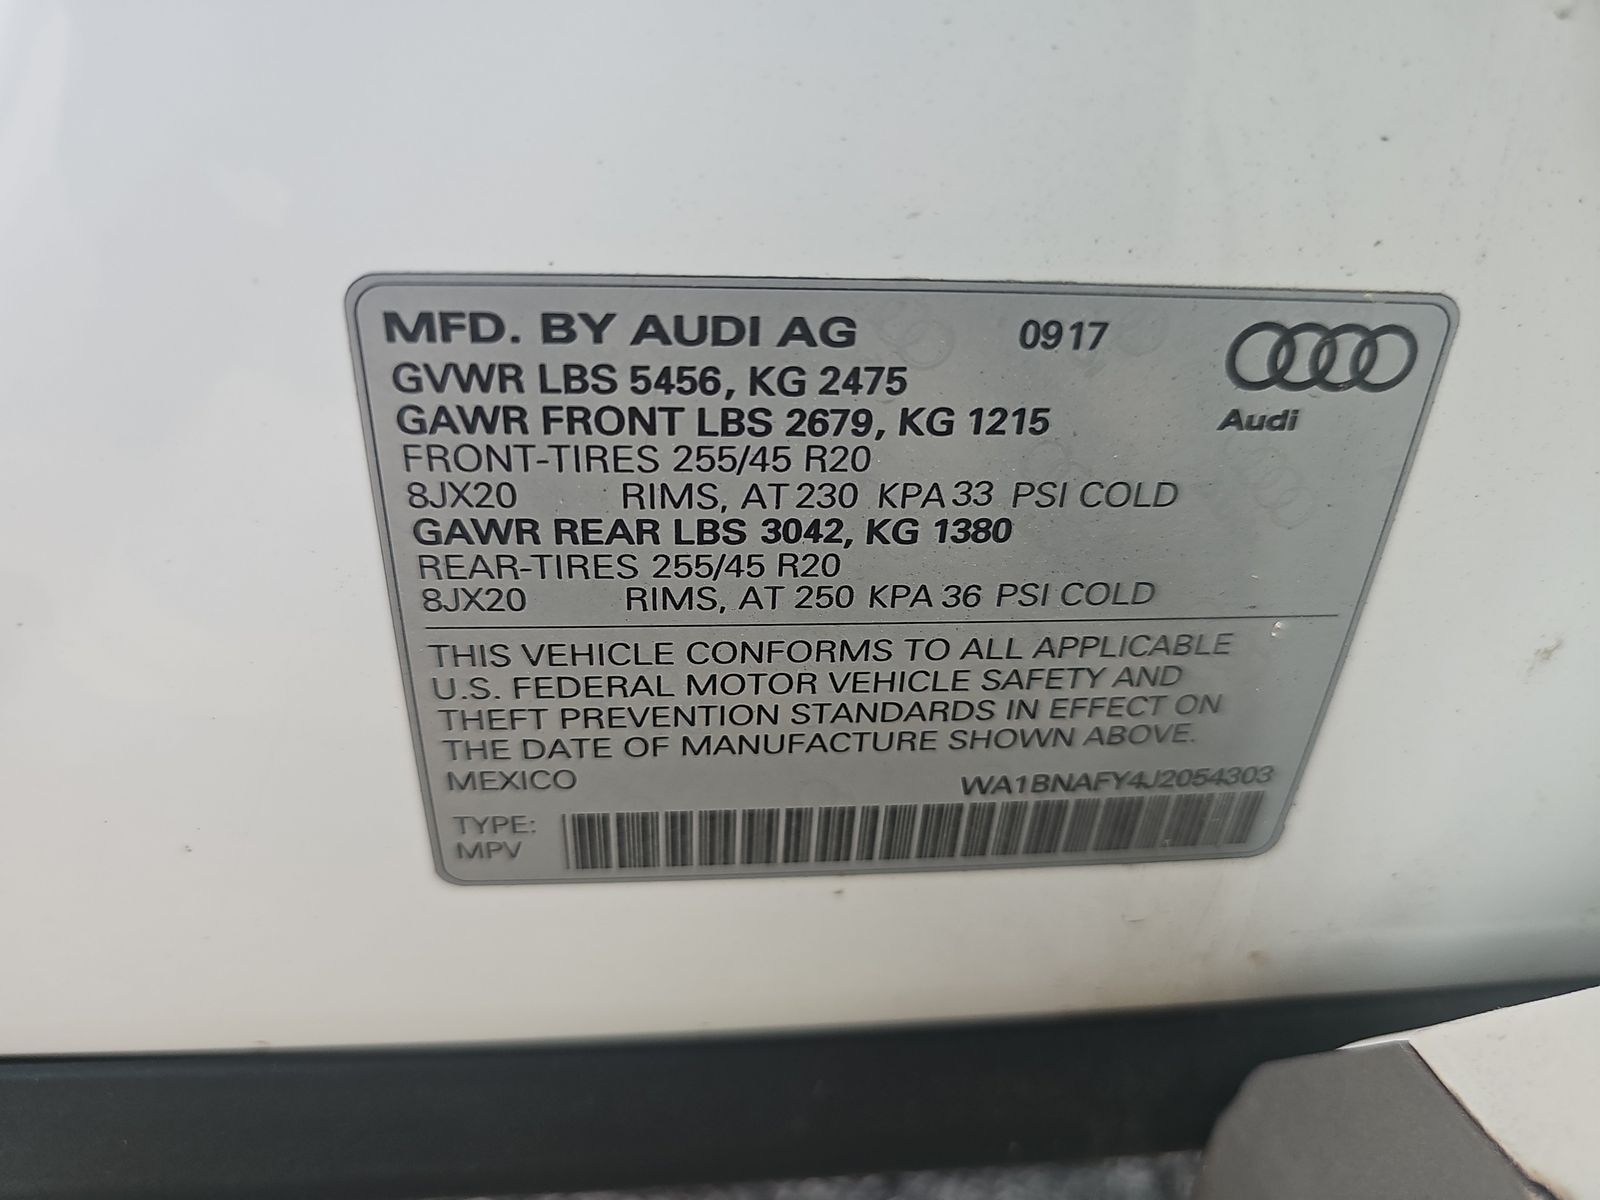 MFD. BY AUDI AG 0917
GVWR LBS 5456, KG 2475
GAWR FRONT LBS 2679, KG 1215
Audi
FRONT-TIRES 255/45 R20
8JX20 RIMS, AT 230 KPA 33 PSI COLD
GAWR REAR LBS 3042, KG 1380
REAR-TIRES 255/45 R20
8JX20 RIMS, AT 250 KPA 36 PSI COLD
THIS VEHICLE CONFORMS TO ALL APPLICABLE
U.S. FEDERAL MOTOR VEHICLE SAFETY AND
THEFT PREVENTION STANDARDS IN EFFECT ON
THE DATE OF MANUFACTURE SHOWN ABOVE.
MEXICO WA1BNAFY4J2054303
TYPE:
MPV